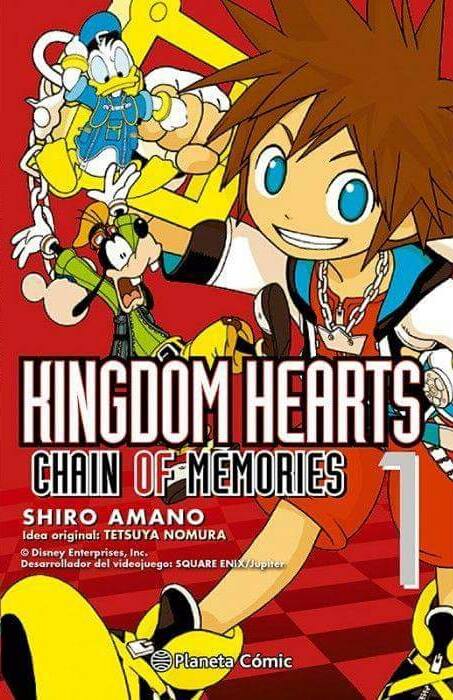 KINGDOM HEARTS
CHAIN OF MEMORIES
1
SHIRO AMANO
Idea original: TETSUYA NOMURA
© Disney Enterprises, Inc.
Desarrollador del videojuego: SQUARE ENIX/Jupiter
Planeta Cómic